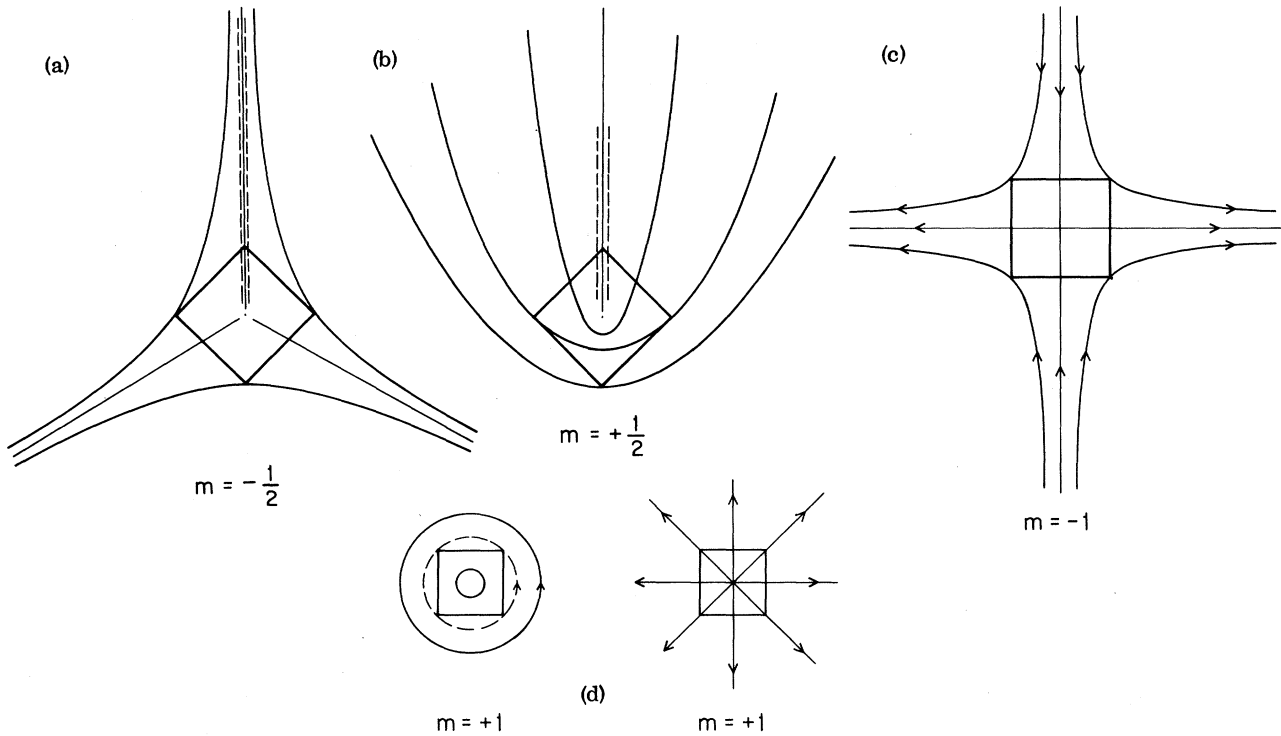 (a)
(b)
(c)
m = - 1/2
m = + 1/2
m = -1
(d)
m = +1
m = +1